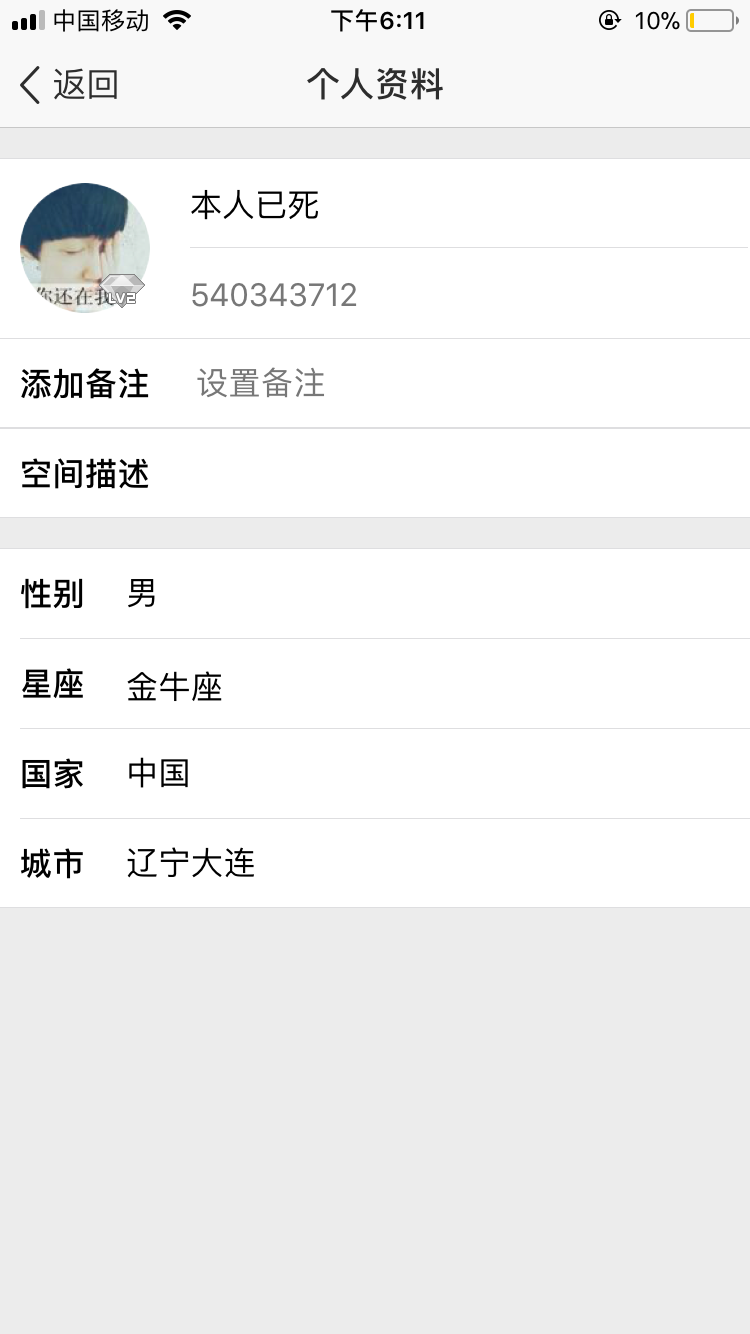 中国移动 下午6:11 10%
返回 个人资料
本人已死
你还在我
LV2
540343712
添加备注 设置备注
空间描述
性别 男
星座 金牛座
国家 中国
城市 辽宁大连